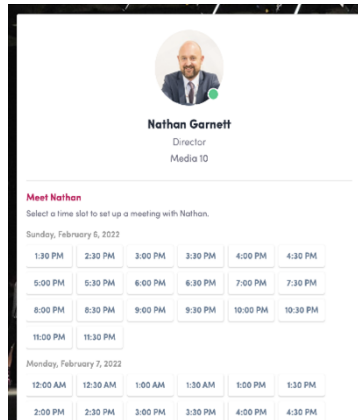 Nathan Garnett
Director
Media 10
Meet Nathan
Select a time slot to set up a meeting with Nathan.
Sunday, February 6, 2022
1:30 PM 2:30 PM 3:00 PM 3:30 PM 4:00 PM 4:30 PM
5:00 PM 5:30 PM 6:00 PM 6:30 PM 7:00 PM 7:30 PM
8:00 PM 8:30 PM 9:00 PM 9:30 PM 10:00 PM 10:30 PM
11:00 PM 11:30 PM
Monday, February 7, 2022
12:00 AM 12:30 AM 1:00 AM 1:30 AM 1:00 PM 1:30 PM
2:00 PM 2:30 PM 3:00 PM 3:30 PM 4:00 PM 4:30 PM